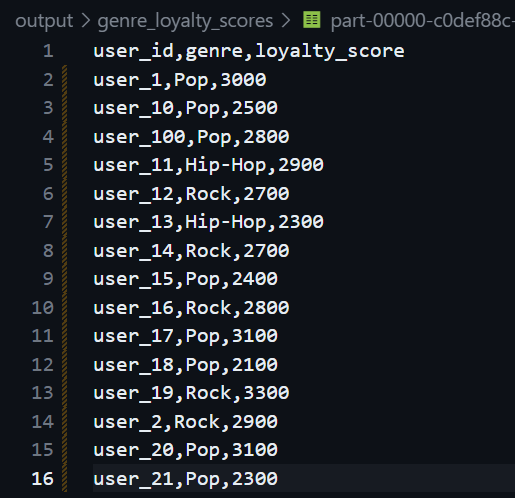 output > genre_loyalty_scores > part-00000-c0def88c-
1 user_id,genre,loyalty_score
2 user_1,Pop,3000
3 user_10,Pop,2500
4 user_100,Pop,2800
5 user_11,Hip-Hop,2900
6 user_12,Rock,2700
7 user_13,Hip-Hop,2300
8 user_14,Rock,2700
9 user_15,Pop,2400
10 user_16,Rock,2800
11 user_17,Pop,3100
12 user_18,Pop,2100
13 user_19,Rock,3300
14 user_2,Rock,2900
15 user_20,Pop,3100
16 user_21,Pop,2300